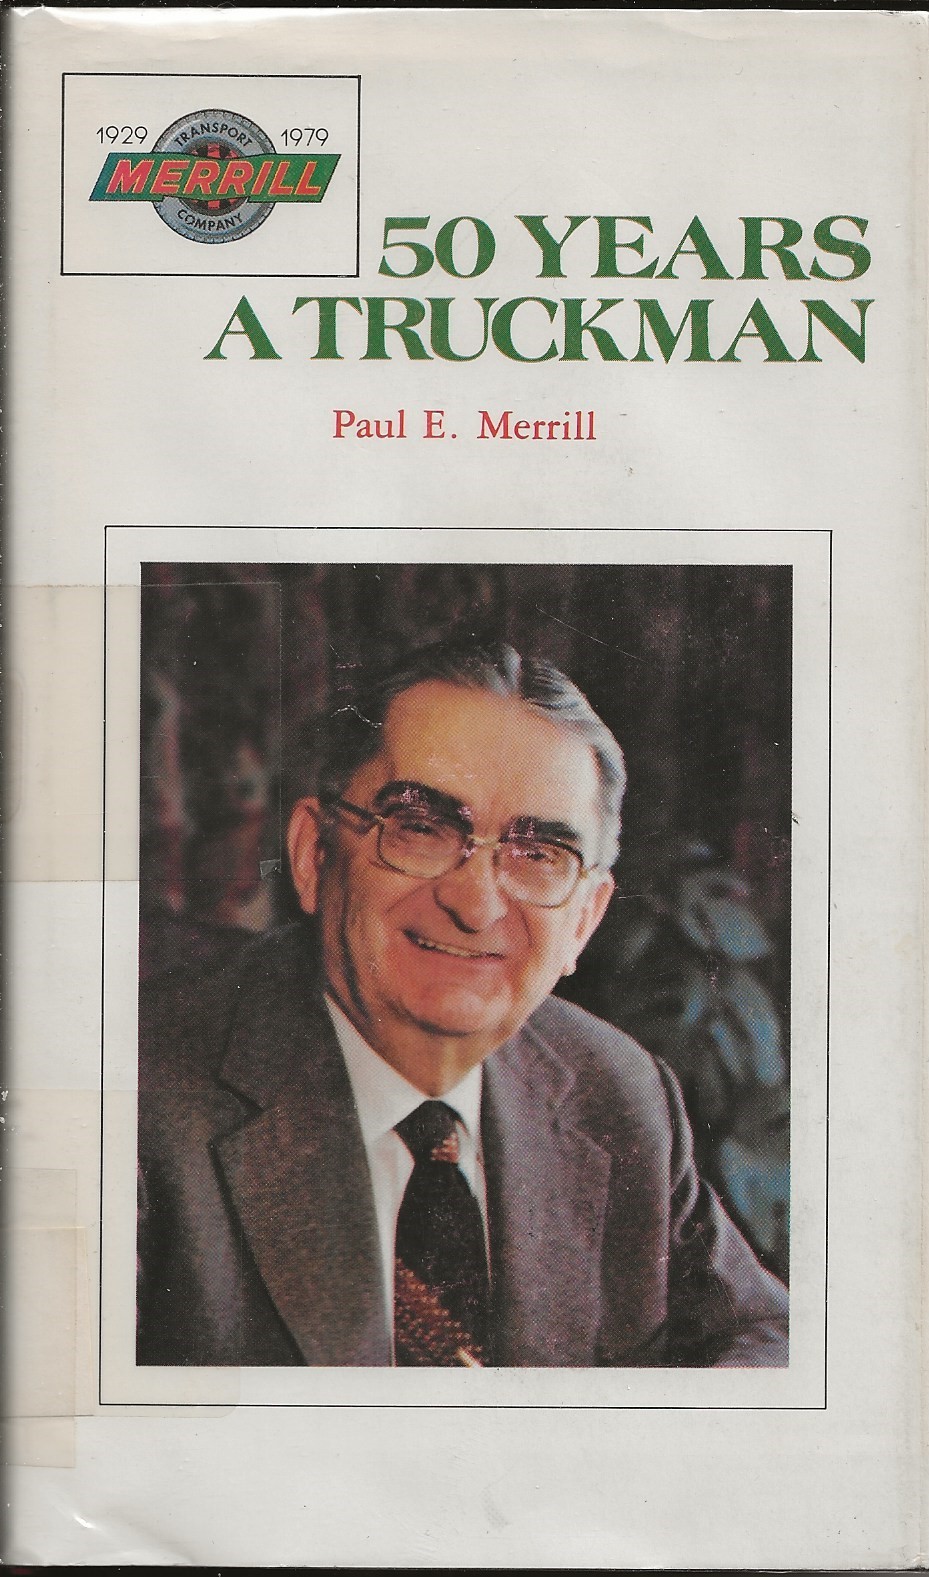 1929 1979
TRANSPORT
MERRILL
COMPANY
50 YEARS
A TRUCKMAN
Paul E. Merrill